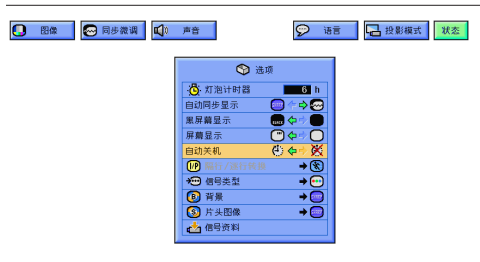 图像 同步微调 声音 语言 投影模式 状态
选项
灯泡计时器 6 h
自动同步显示
黑屏幕显示
屏幕显示
自动关机
I/P
信号类型
背景
片头图像
信号资料